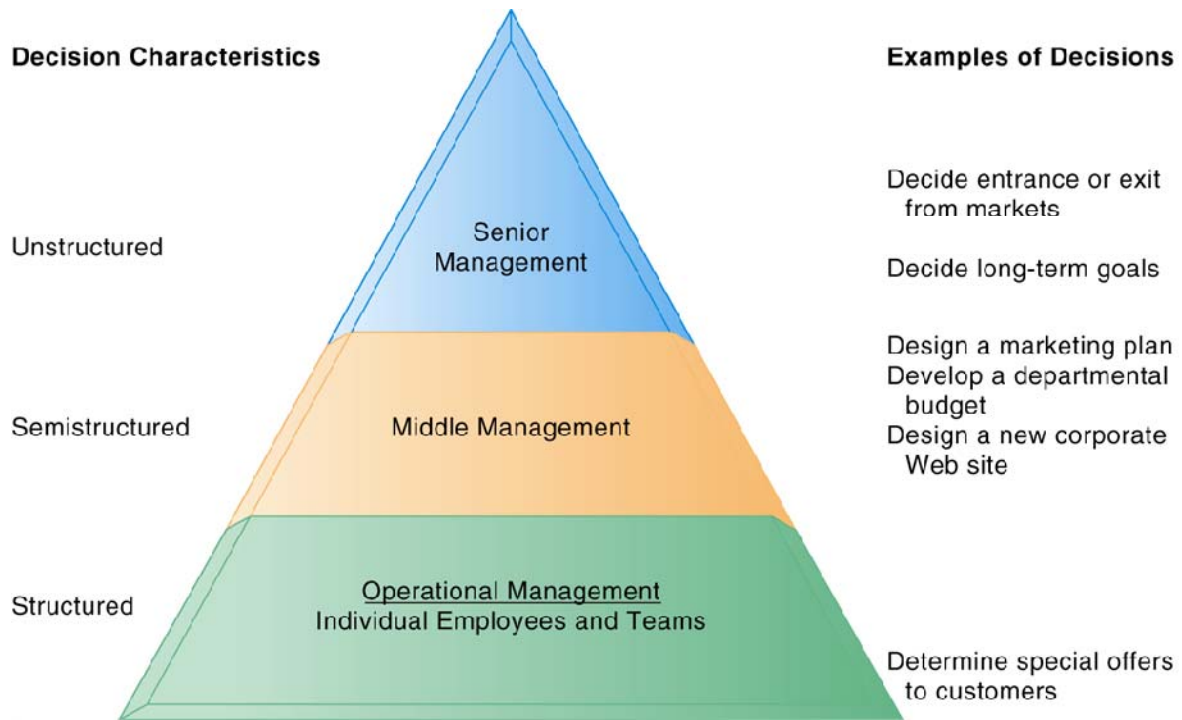 Decision Characteristics
Examples of Decisions
Decide entrance or exit
from markets
Unstructured
Senior
Management
Decide long-term goals
Design a marketing plan
Develop a departmental
budget
Semistructured
Middle Management
Design a new corporate
Web site
Structured
Operational Management
Individual Employees and Teams
Determine special offers
to customers